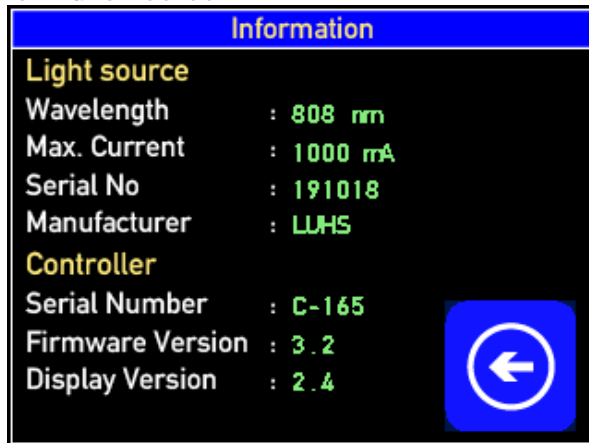 Information
Light source
Wavelength : 808 nm
Max. Current : 1000 mA
Serial No : 191018
Manufacturer : LUHS
Controller
Serial Number : C-165
Firmware Version : 3.2
Display Version : 2.4